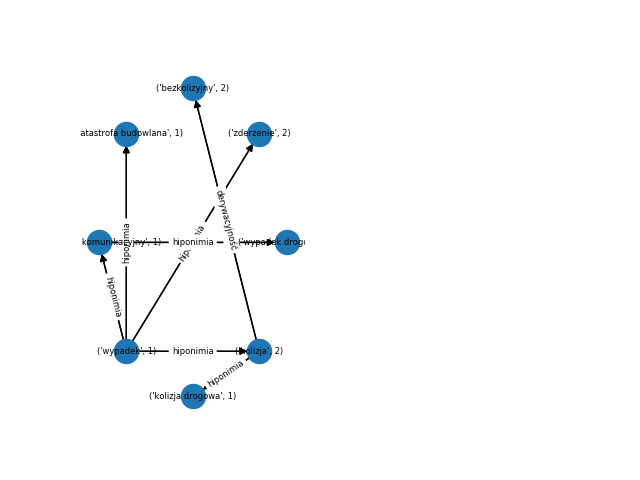 ('bezkolizyjny', 2)
atastrofa budowlana', 1)
('zderzenie', 2)
derywacyjność
hiponimia
komunikacyjny', 1)
hiponimia
('wypadek drogo
hiponimia
('wypadek', 1)
hiponimia
('kolizja', 2)
hiponimia
('kolizja drogowa', 1)